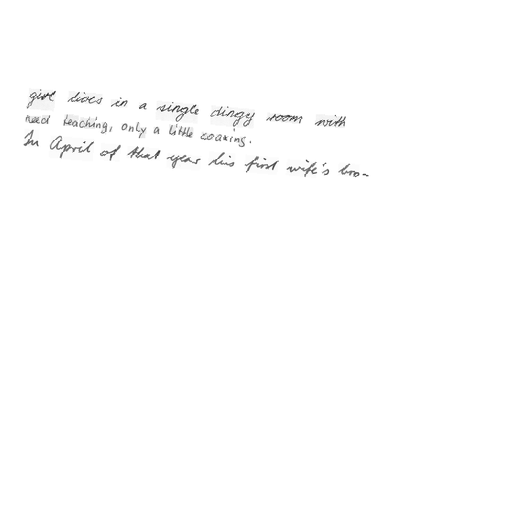 give lives in a single dingy room with
need teaching, only a little coaxing.
In April of that year his first wife's bro-